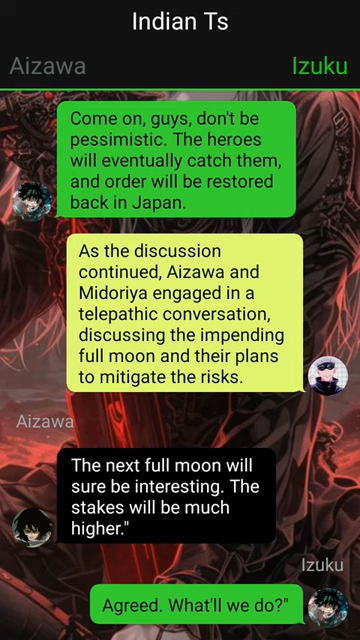 Indian Ts
Aizawa
Izuku
Come on, guys, don't be
pessimistic. The heroes
will eventually catch them,
and order will be restored
back in Japan.
As the discussion
continued, Aizawa and
Midoriya engaged in a
telepathic conversation,
discussing the impending
full moon and their plans
to mitigate the risks.
Aizawa
The next full moon will
sure be interesting. The
stakes will be much
higher."
Izuku
Agreed. What'll we do?"